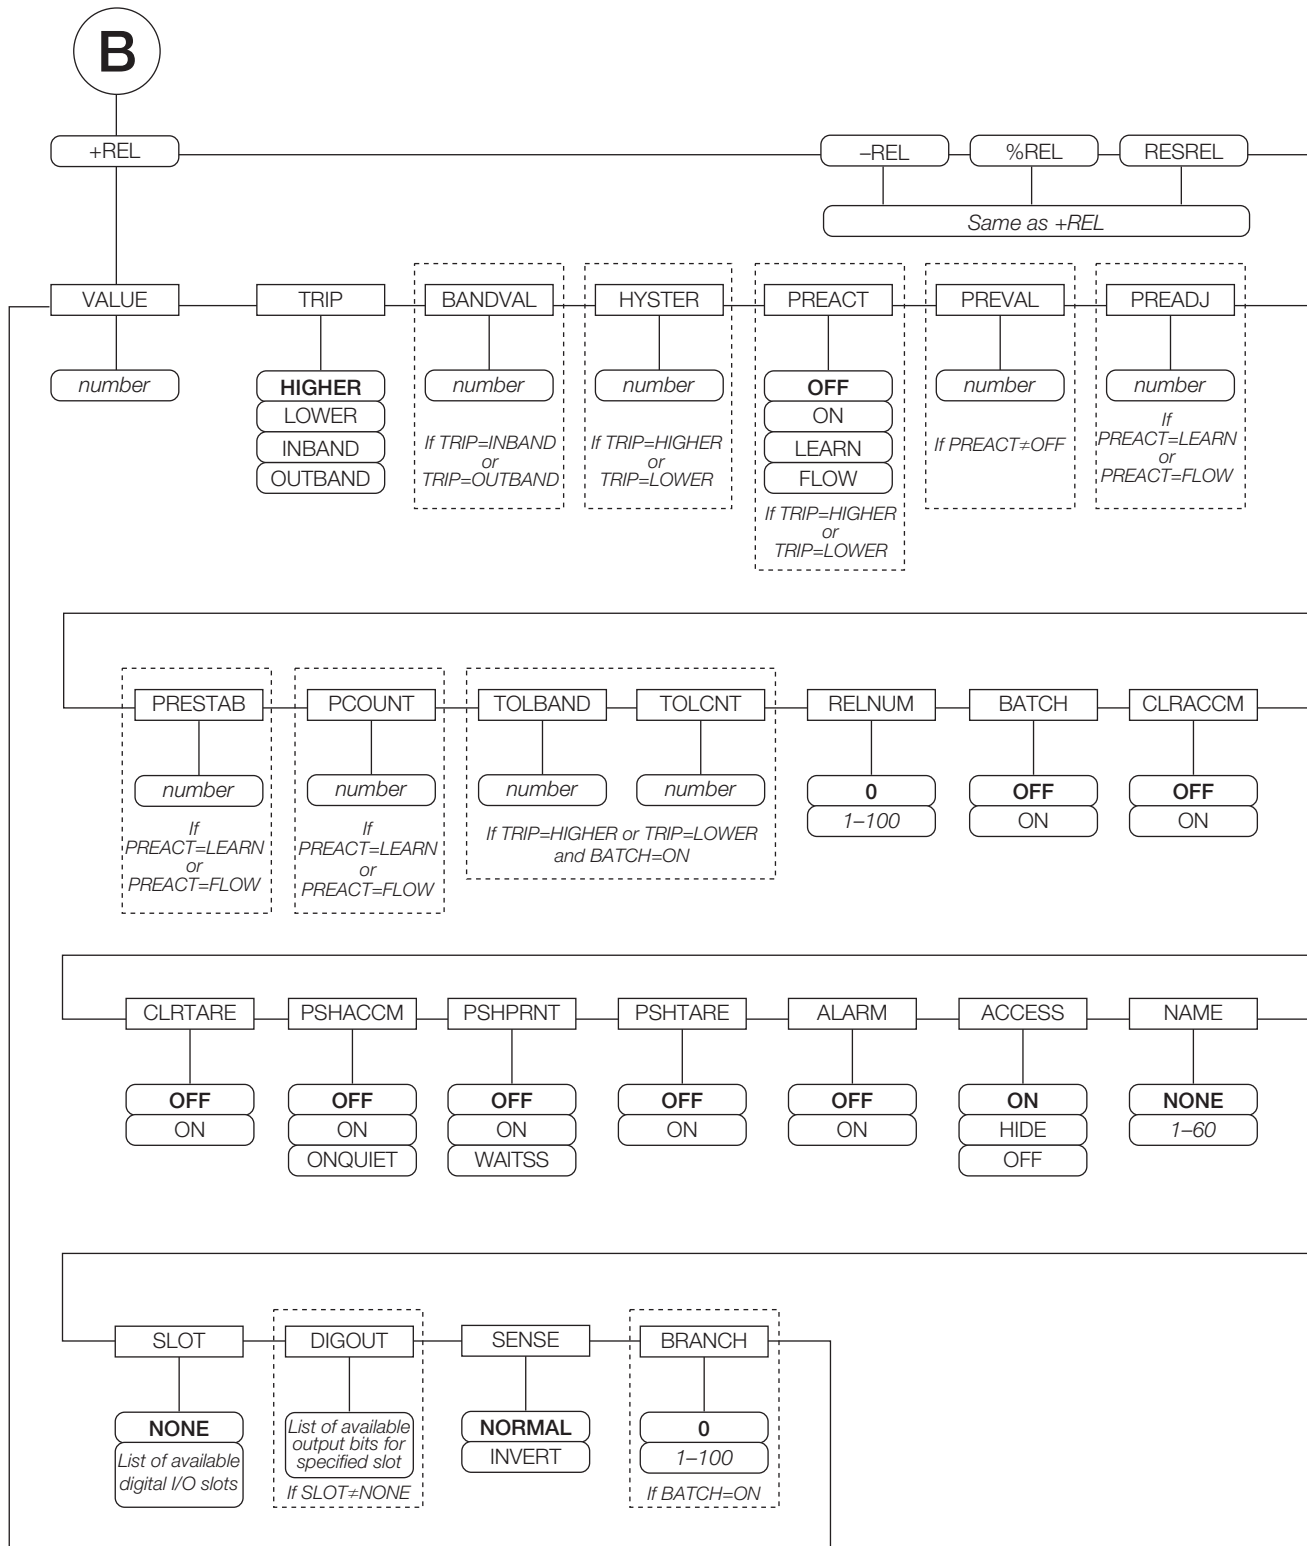 B
+REL
–REL
%REL
RESREL
Same as +REL
VALUE
TRIP
BANDVAL
HYSTER
PREACT
PREVAL
PREADJ
number
HIGHER
LOWER
INBAND
OUTBAND
number
If TRIP=INBAND
or
TRIP=OUTBAND
number
If TRIP=HIGHER
or
TRIP=LOWER
OFF
ON
LEARN
FLOW
If TRIP=HIGHER
or
TRIP=LOWER
number
If PREACT≠OFF
number
If
PREACT=LEARN
or
PREACT=FLOW
PRESTAB
PCOUNT
TOLBAND
TOLCNT
RELNUM
BATCH
CLRACCM
number
If
PREACT=LEARN
or
PREACT=FLOW
number
If
PREACT=LEARN
or
PREACT=FLOW
number
number
If TRIP=HIGHER or TRIP=LOWER
and BATCH=ON
0
1–100
OFF
ON
OFF
ON
CLRTARE
PSHACCM
PSHPRNT
PSHTARE
ALARM
ACCESS
NAME
OFF
ON
OFF
ON
ONQUIET
OFF
ON
WAITSS
OFF
ON
OFF
ON
ON
HIDE
OFF
NONE
1–60
SLOT
DIGOUT
SENSE
BRANCH
NONE
List of available
digital I/O slots
List of available
output bits for
specified slot
If SLOT≠NONE
NORMAL
INVERT
0
1–100
If BATCH=ON